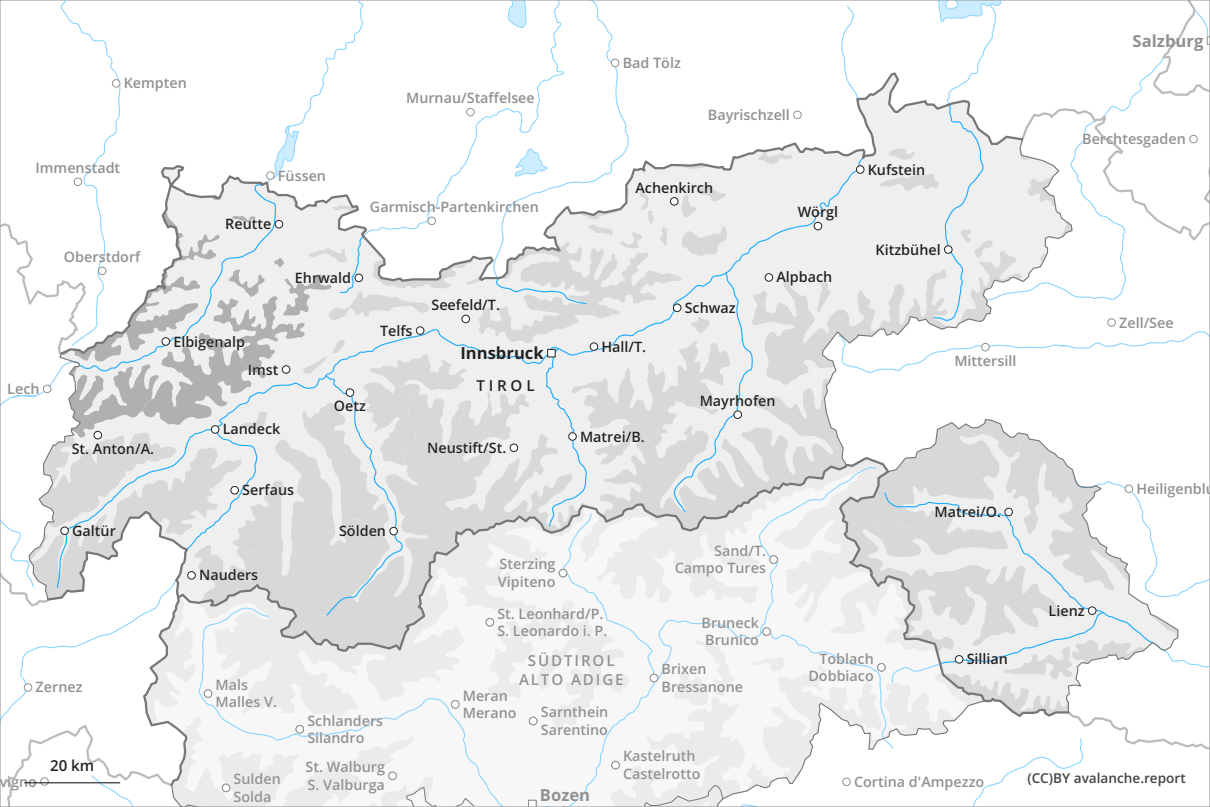 Salzburg
Bad Tölz
Kempten
Murnau/Staffelsee
Bayrischzell
Berchtesgaden
Immenstadt
Füssen
Kufstein
Achenkirch
Garmisch-Partenkirchen
Wörgl
Reutte
Kitzbühel
Oberstdorf
Ehrwald
Alpbach
Seefeld/T.
Schwaz
Zell/See
Telfs
Elbigenalp
Hall/T.
Innsbruck
Mittersill
Imst
TIROL
Lech
Mayrhofen
Oetz
Landeck
Matrei/B.
St. Anton/A.
Neustift/St.
Serfaus
Heiligenblu
Matrei/O.
Galtür
Sölden
Sand/T.
Campo Tures
Sterzing
Vipiteno
Nauders
Lienz
St. Leonhard/P.
S. Leonardo i. P.
Bruneck
Brunico
SÜDTIROL
ALTO ADIGE
Toblach
Dobbiaco
Sillian
Brixen
Bressanone
Zernez
Mals
Malles V.
Meran
Merano
Sarnthein
Sarentino
Schlanders
Silandro
Kastelruth
Castelrotto
St. Walburg
S. Valburga
20 km
vigno
Sulden
Solda
Cortina d'Ampezzo
(CC)BY avalanche.report
Bozen